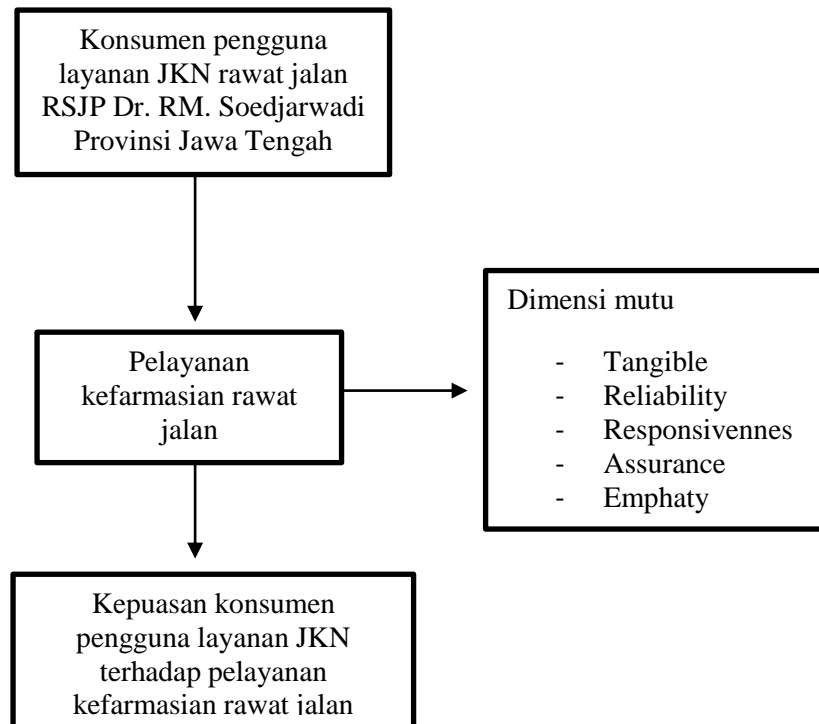 Konsumen pengguna
layanan JKN rawat jalan
RSJP Dr. RM. Soedjarwadi
Provinsi Jawa Tengah
Pelayanan
kefarmasian rawat
jalan
Dimensi mutu
- Tangible
- Reliability
- Responsivennes
- Assurance
- Emphaty
Kepuasan konsumen
pengguna layanan JKN
terhadap pelayanan
kefarmasian rawat jalan